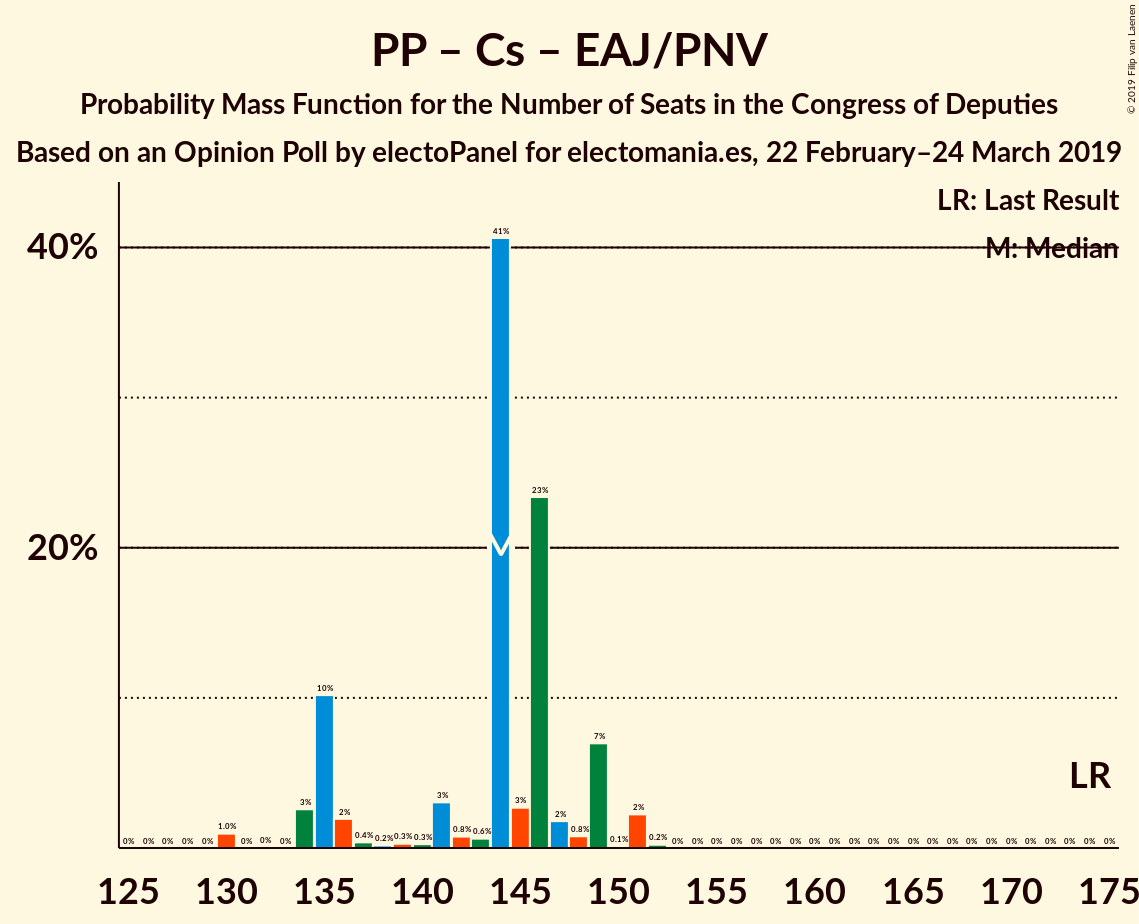 PP – Cs – EAJ/PNV
Probability Mass Function for the Number of Seats in the Congress of Deputies
Based on an Opinion Poll by electoPanel for electomania.es, 22 February–24 March 2019
© 2019 Filip van Laenen
LR: Last Result
M: Median
40%
20%
41%
23%
10%
7%
3% 2% 0.4% 0.2% 0.3% 0.3% 3% 0.8% 0.6% 3% 2% 0.8% 0.1% 2% 0.2%
0% 0% 0% 0% 0% 1.0% 0% 0% 0%
0% 0% 0% 0% 0% 0% 0% 0% 0% 0% 0% 0% 0% 0% 0% 0% 0% 0% 0% 0% 0% 0% 0%
LR
125 130 135 140 145 150 155 160 165 170 175